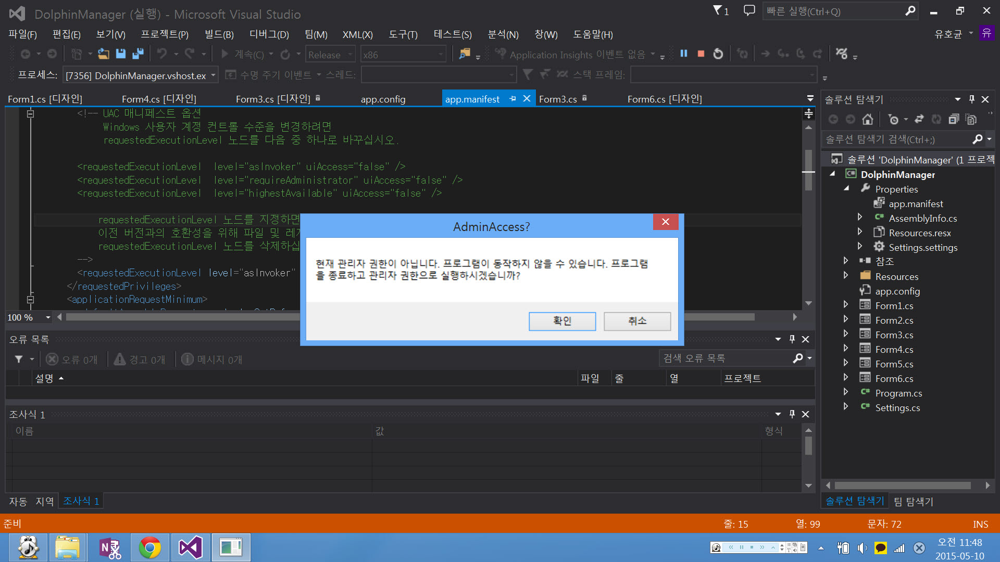 DolphinManager (실행) - Microsoft Visual Studio
1
빠른 실행(Ctrl+Q)
파일(F) 편집(E) 보기(V) 프로젝트(P) 빌드(B) 디버그(D) 팀(M) XML(X) 도구(T) 테스트(S) 분석(N) 창(W) 도움말(H)
유호균 유
계속(C) Release x86 Application Insights 이벤트 없음
프로세스: [7356] DolphinManager.vshost.ex 수명 주기 이벤트 스레드: 스택 프레임:
Form1.cs [디자인] Form4.cs [디자인] Form3.cs [디자인] app.config app.manifest Form3.cs Form6.cs [디자인]
<!-- UAC 매니페스트 옵션
Windows 사용자 계정 컨트롤 수준을 변경하려면
requestedExecutionLevel 노드를 다음 중 하나로 바꾸십시오.
<requestedExecutionLevel  level="asInvoker" uiAccess="false" />
<requestedExecutionLevel  level="requireAdministrator" uiAccess="false" />
<requestedExecutionLevel  level="highestAvailable" uiAccess="false" />
requestedExecutionLevel 노드를 지정하면
이전 버전과의 호환성을 위해 파일 및 레지
requestedExecutionLevel 노드를 삭제하십
-->
<requestedExecutionLevel level="asInvoker"
</requestedPrivileges>
<applicationRequestMinimum>
100 %
AdminAccess?
현재 관리자 권한이 아닙니다. 프로그램이 동작하지 않을 수 있습니다. 프로그램
을 종료하고 관리자 권한으로 실행하시겠습니까?
확인 취소
오류 목록
오류 0개 경고 0개 메시지 0개 검색 오류 목록
설명 파일 줄 열 프로젝트
조사식 1
이름 값 형식
자동 지역 조사식 1
솔루션 탐색기
솔루션 탐색기 검색(Ctrl+;)
솔루션 'DolphinManager' (1 프로젝
C# DolphinManager
Properties
app.manifest
C# AssemblyInfo.cs
Resources.resx
Settings.settings
참조
Resources
app.config
Form1.cs
Form2.cs
Form3.cs
Form4.cs
Form5.cs
Form6.cs
C# Program.cs
C# Settings.cs
솔루션 탐색기 팀 탐색기
준비 줄: 15 열: 99 문자: 72 INS
오전 11:48
2015-05-10